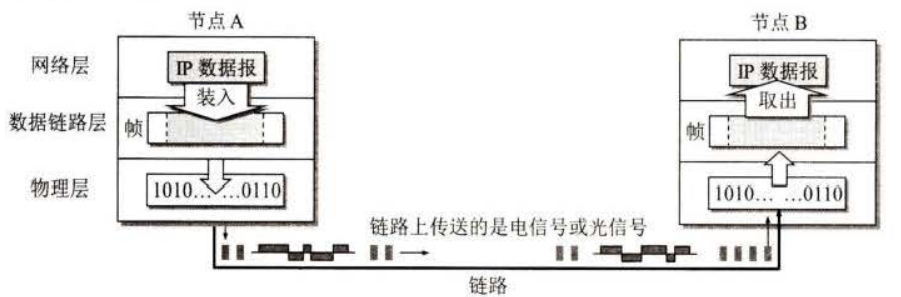 节点 A
节点 B
网络层
IP 数据报
IP 数据报
装入
取出
数据链路层
帧
帧
物理层
1010… …0110
1010… …0110
链路上传送的是电信号或光信号
链路